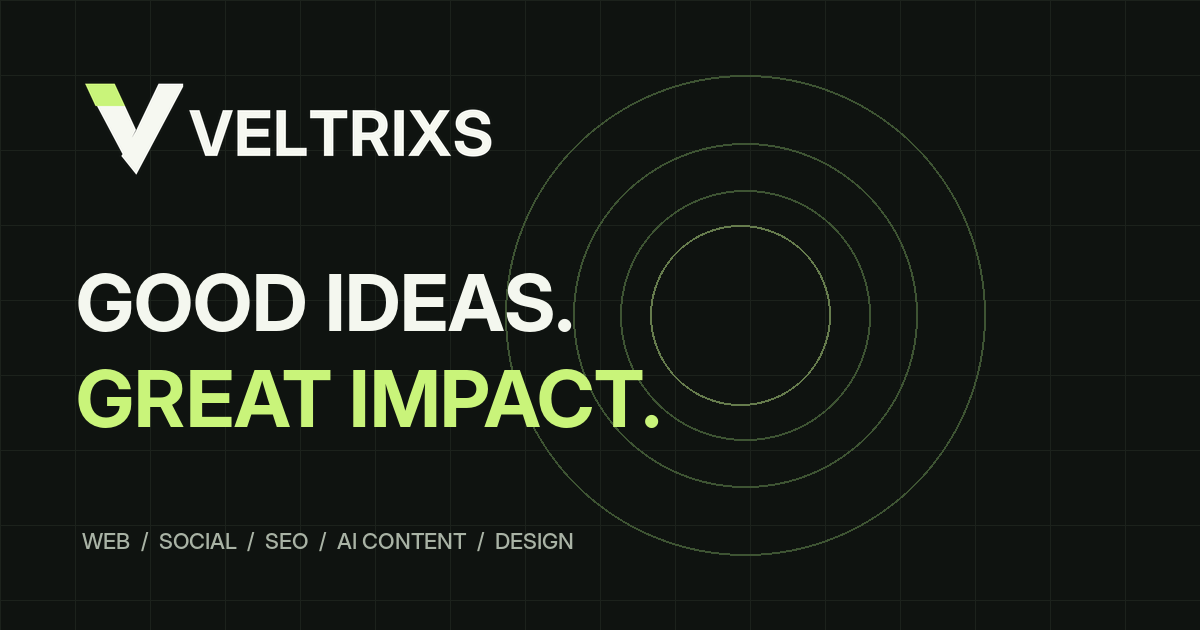 VELTRIXS
GOOD IDEAS.
GREAT IMPACT.
WEB / SOCIAL / SEO / AI CONTENT / DESIGN